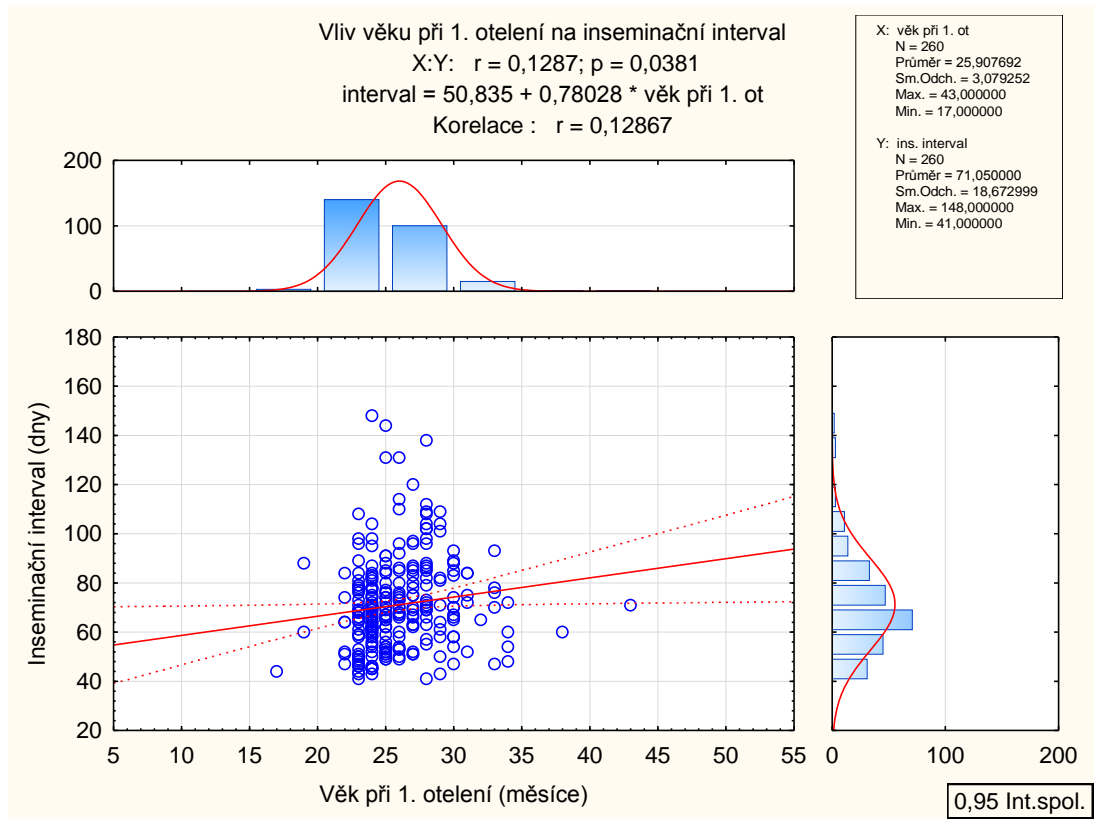 Vliv věku při 1. otelení na inseminační interval
X:Y: r = 0,1287; p = 0,0381
interval = 50,835 + 0,78028 * věk při 1. ot
Korelace : r = 0,12867
X: věk při 1. ot
N = 260
Průměr = 25,907692
Sm.Odch. = 3,079252
Max. = 43,000000
Min. = 17,000000
Y: ins. interval
N = 260
Průměr = 71,050000
Sm.Odch. = 18,672999
Max. = 148,000000
Min. = 41,000000
200
100
0
180
160
140
120
100
80
60
40
20
Inseminační interval (dny)
5 10 15 20 25 30 35 40 45 50 55
0 100 200
Věk při 1. otelení (měsíce)
0,95 Int.spol.